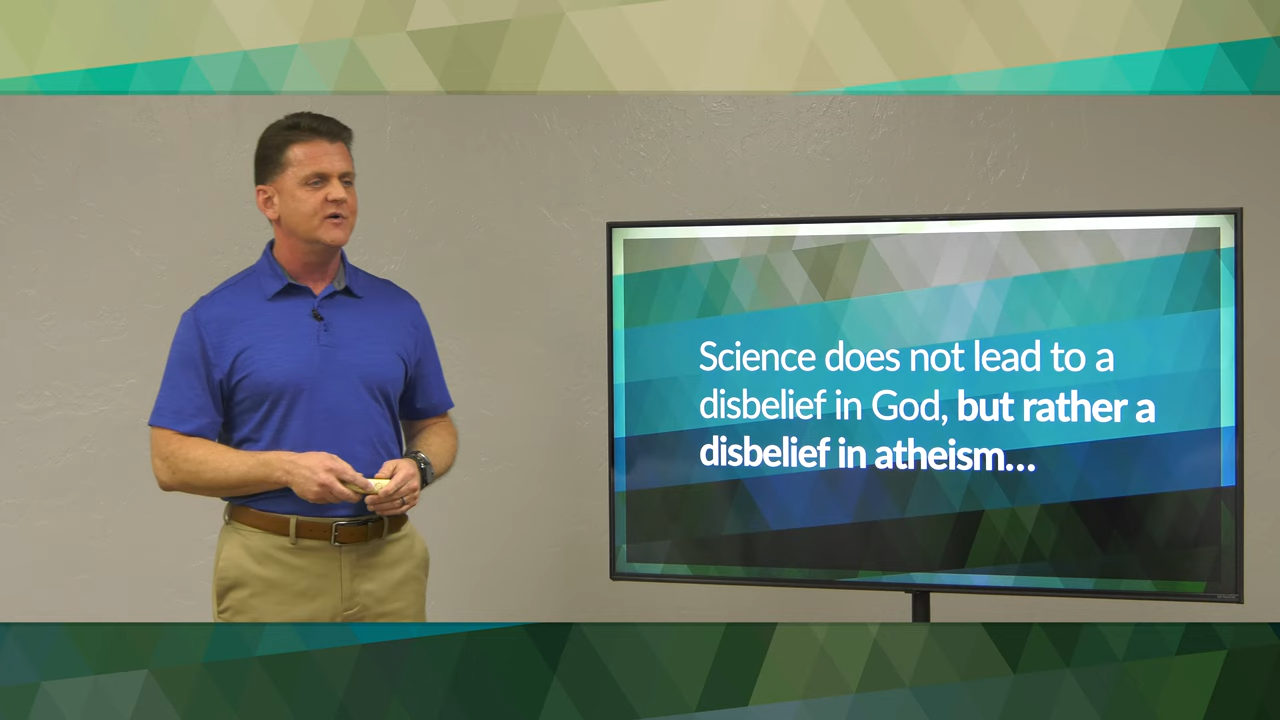 Science does not lead to a
disbelief in God, but rather a
disbelief in atheism...